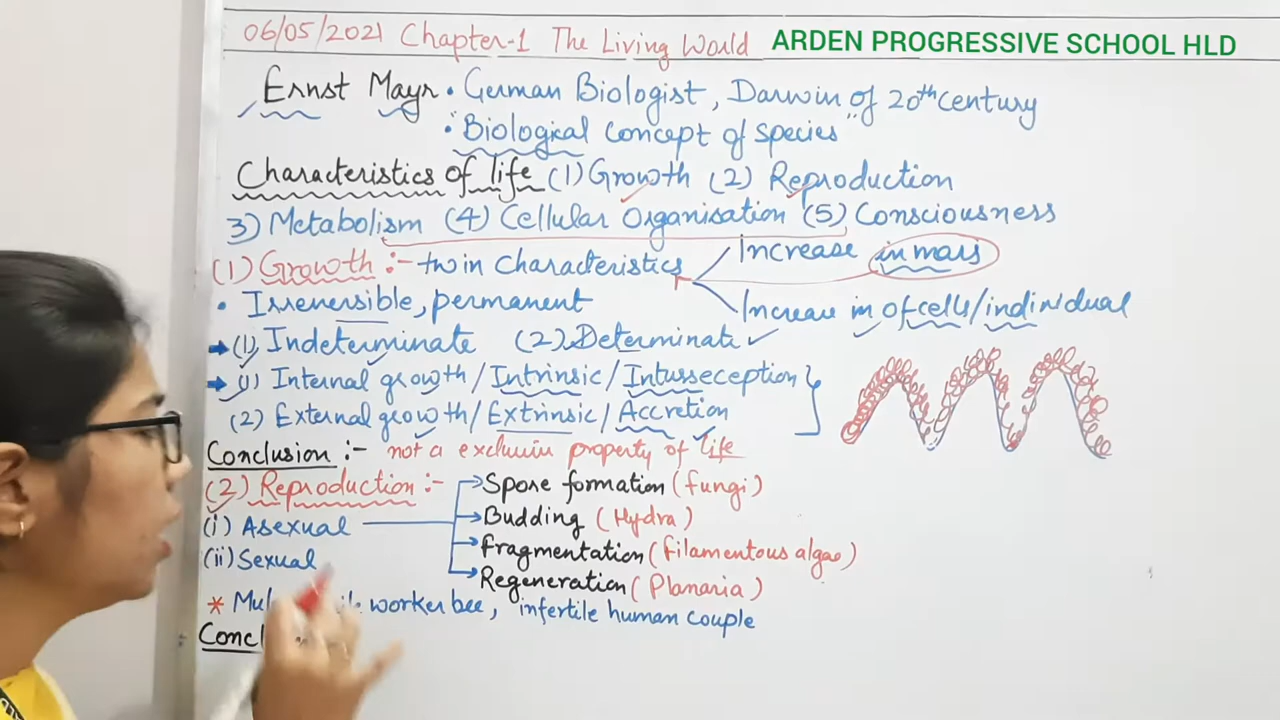 06/05/2021 Chapter-1 The Living World ARDEN PROGRESSIVE SCHOOL HLD
Ernst Mayr • German Biologist, Darwin of 20th century
• "Biological concept of species"
Characteristics of life (1) Growth (2) Reproduction
3) Metabolism (4) Cellular Organisation (5) Consciousness
(1) Growth :- twin characteristics Increase in mass
• Irreversible, permanent Increase in of cells/individual
(1) Indeterminate (2) Determinate
(1) Internal growth / Intrinsic / Intusseception
(2) External growth / Extrinsic / Accretion
Conclusion :- not a exclusive property of life
(2) Reproduction :- Spore formation (fungi)
(i) Asexual Budding (Hydra)
(ii) Sexual Fragmentation (filamentous algae)
Regeneration (Planaria)
* worker bee, infertile human couple